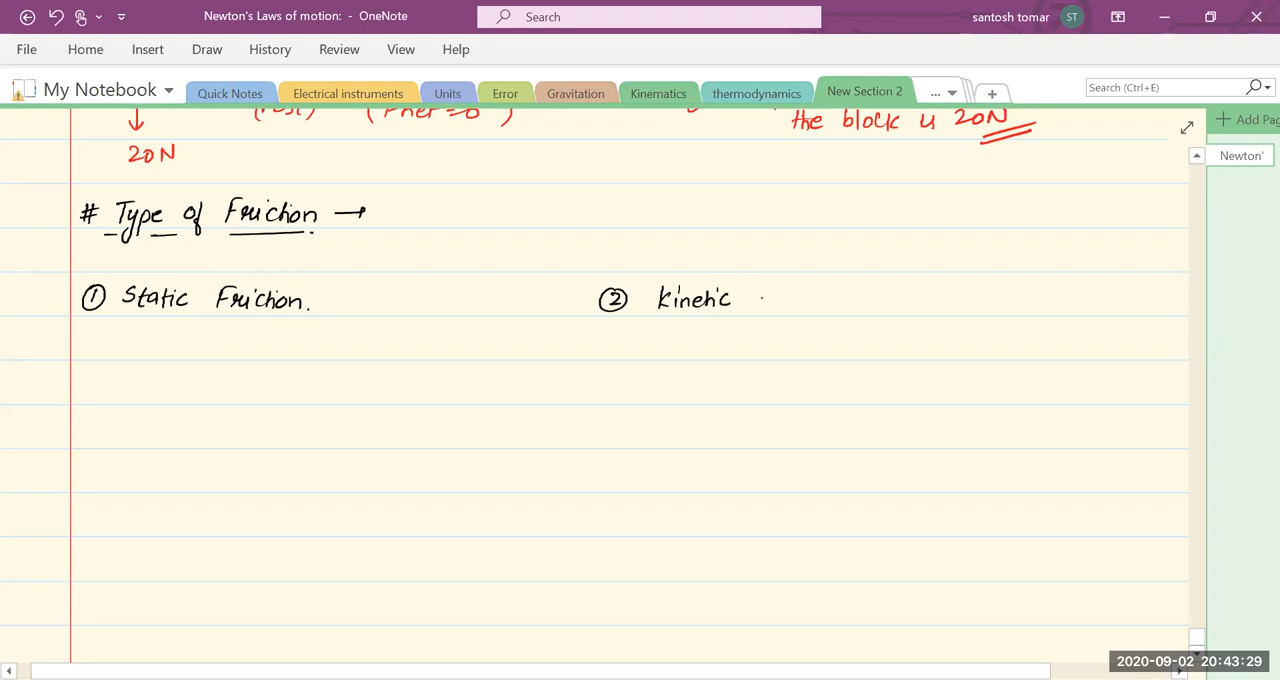 Newton's Laws of motion: - OneNote
Search
santosh tomar ST
File Home Insert Draw History Review View Help
My Notebook Quick Notes Electrical instruments Units Error Gravitation Kinematics thermodynamics New Section 2 ...
Search (Ctrl+E)
Add Pag
Newton'
the block is 20N
20N
# Type of Friction →
① Static Friction.
② Kinetic
2020-09-02 20:43:29